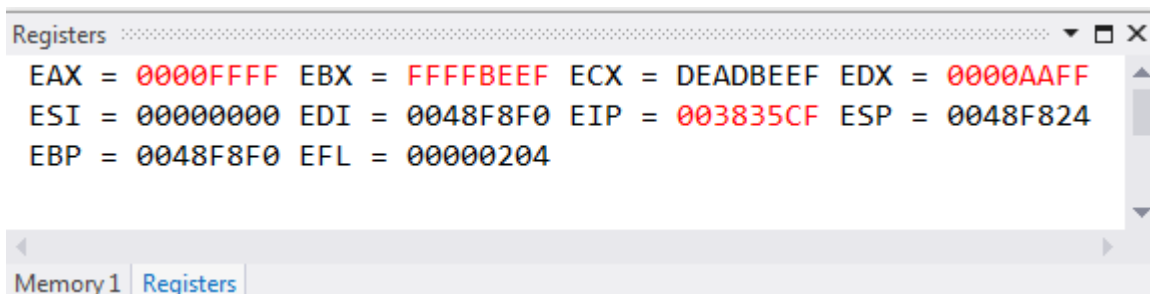 Registers
EAX = 0000FFFF EBX = FFFFBEEF ECX = DEADBEEF EDX = 0000AAFF
ESI = 00000000 EDI = 0048F8F0 EIP = 003835CF ESP = 0048F824
EBP = 0048F8F0 EFL = 00000204
Memory 1 Registers